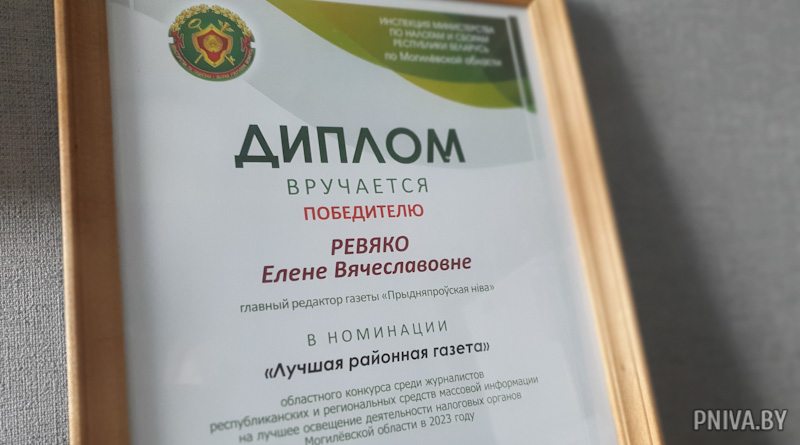 ИНСПЕКЦИЯ МИНИСТЕРСТВА
ПО НАЛОГАМ И СБОРАМ
РЕСПУБЛИКИ БЕЛАРУСЬ
по Могилёвской области
ДИПЛОМ
ВРУЧАЕТСЯ
ПОБЕДИТЕЛЮ
РЕВЯКО
Елене Вячеславовне
главный редактор газеты «Прыдняпроўская ніва»
В НОМИНАЦИИ
«Лучшая районная газета»
областного конкурса среди журналистов
республиканских и региональных средств массовой информации
на лучшее освещение деятельности налоговых органов
Могилёвской области в 2023 году
PNIVA.BY